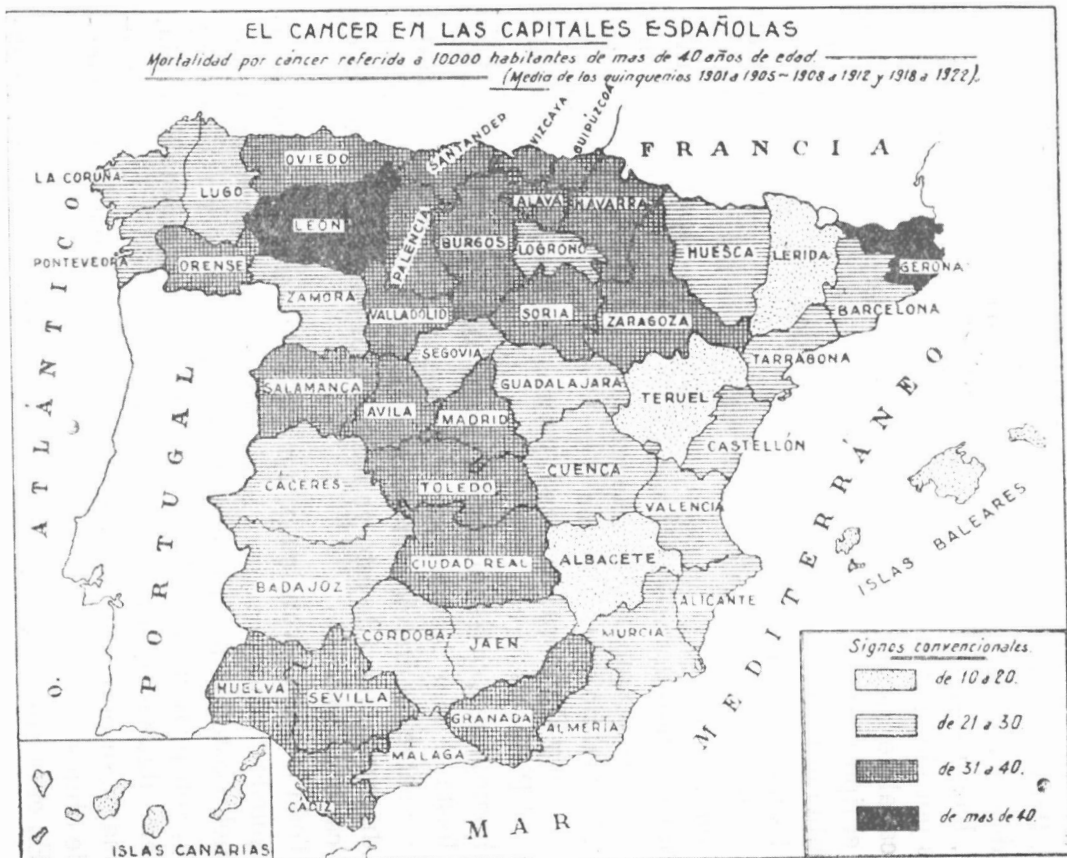 EL CANCER EN LAS CAPITALES ESPAÑOLAS
Mortalidad por cáncer referida a 10000 habitantes de mas de 40 años de edad.
(Media de los quinquenios 1901 a 1905 ~ 1908 a 1912 y 1918 a 1922).
SANTANDER
VIZCAYA
GUIPÚZCOA
FRANCIA
OVIEDO
LA CORUÑA
LUGO
ALAVA
NAVARRA
LEÓN
PALENCIA
BURGOS
LOGROÑO
HUESCA
LÉRIDA
GERONA
PONTEVEDRA
ORENSE
ZAMORA
VALLADOLID
SORIA
ZARAGOZA
BARCELONA
SEGOVIA
TARRAGONA
SALAMANCA
AVILA
MADRID
GUADALAJARA
TERUEL
CASTELLÓN
CÁCERES
TOLEDO
CUENCA
VALENCIA
ISLAS BALEARES
BADAJOZ
CIUDAD REAL
ALBACETE
ALICANTE
CÓRDOBA
JAEN
MURCIA
HUELVA
SEVILLA
GRANADA
ALMERÍA
MÁLAGA
CÁDIZ
O. ATLÁNTICO
PORTUGAL
MAR MEDITERRÁNEO
ISLAS CANARIAS
Signos convencionales.
de 10 a 20.
de 21 a 30
de 31 a 40.
de mas de 40.